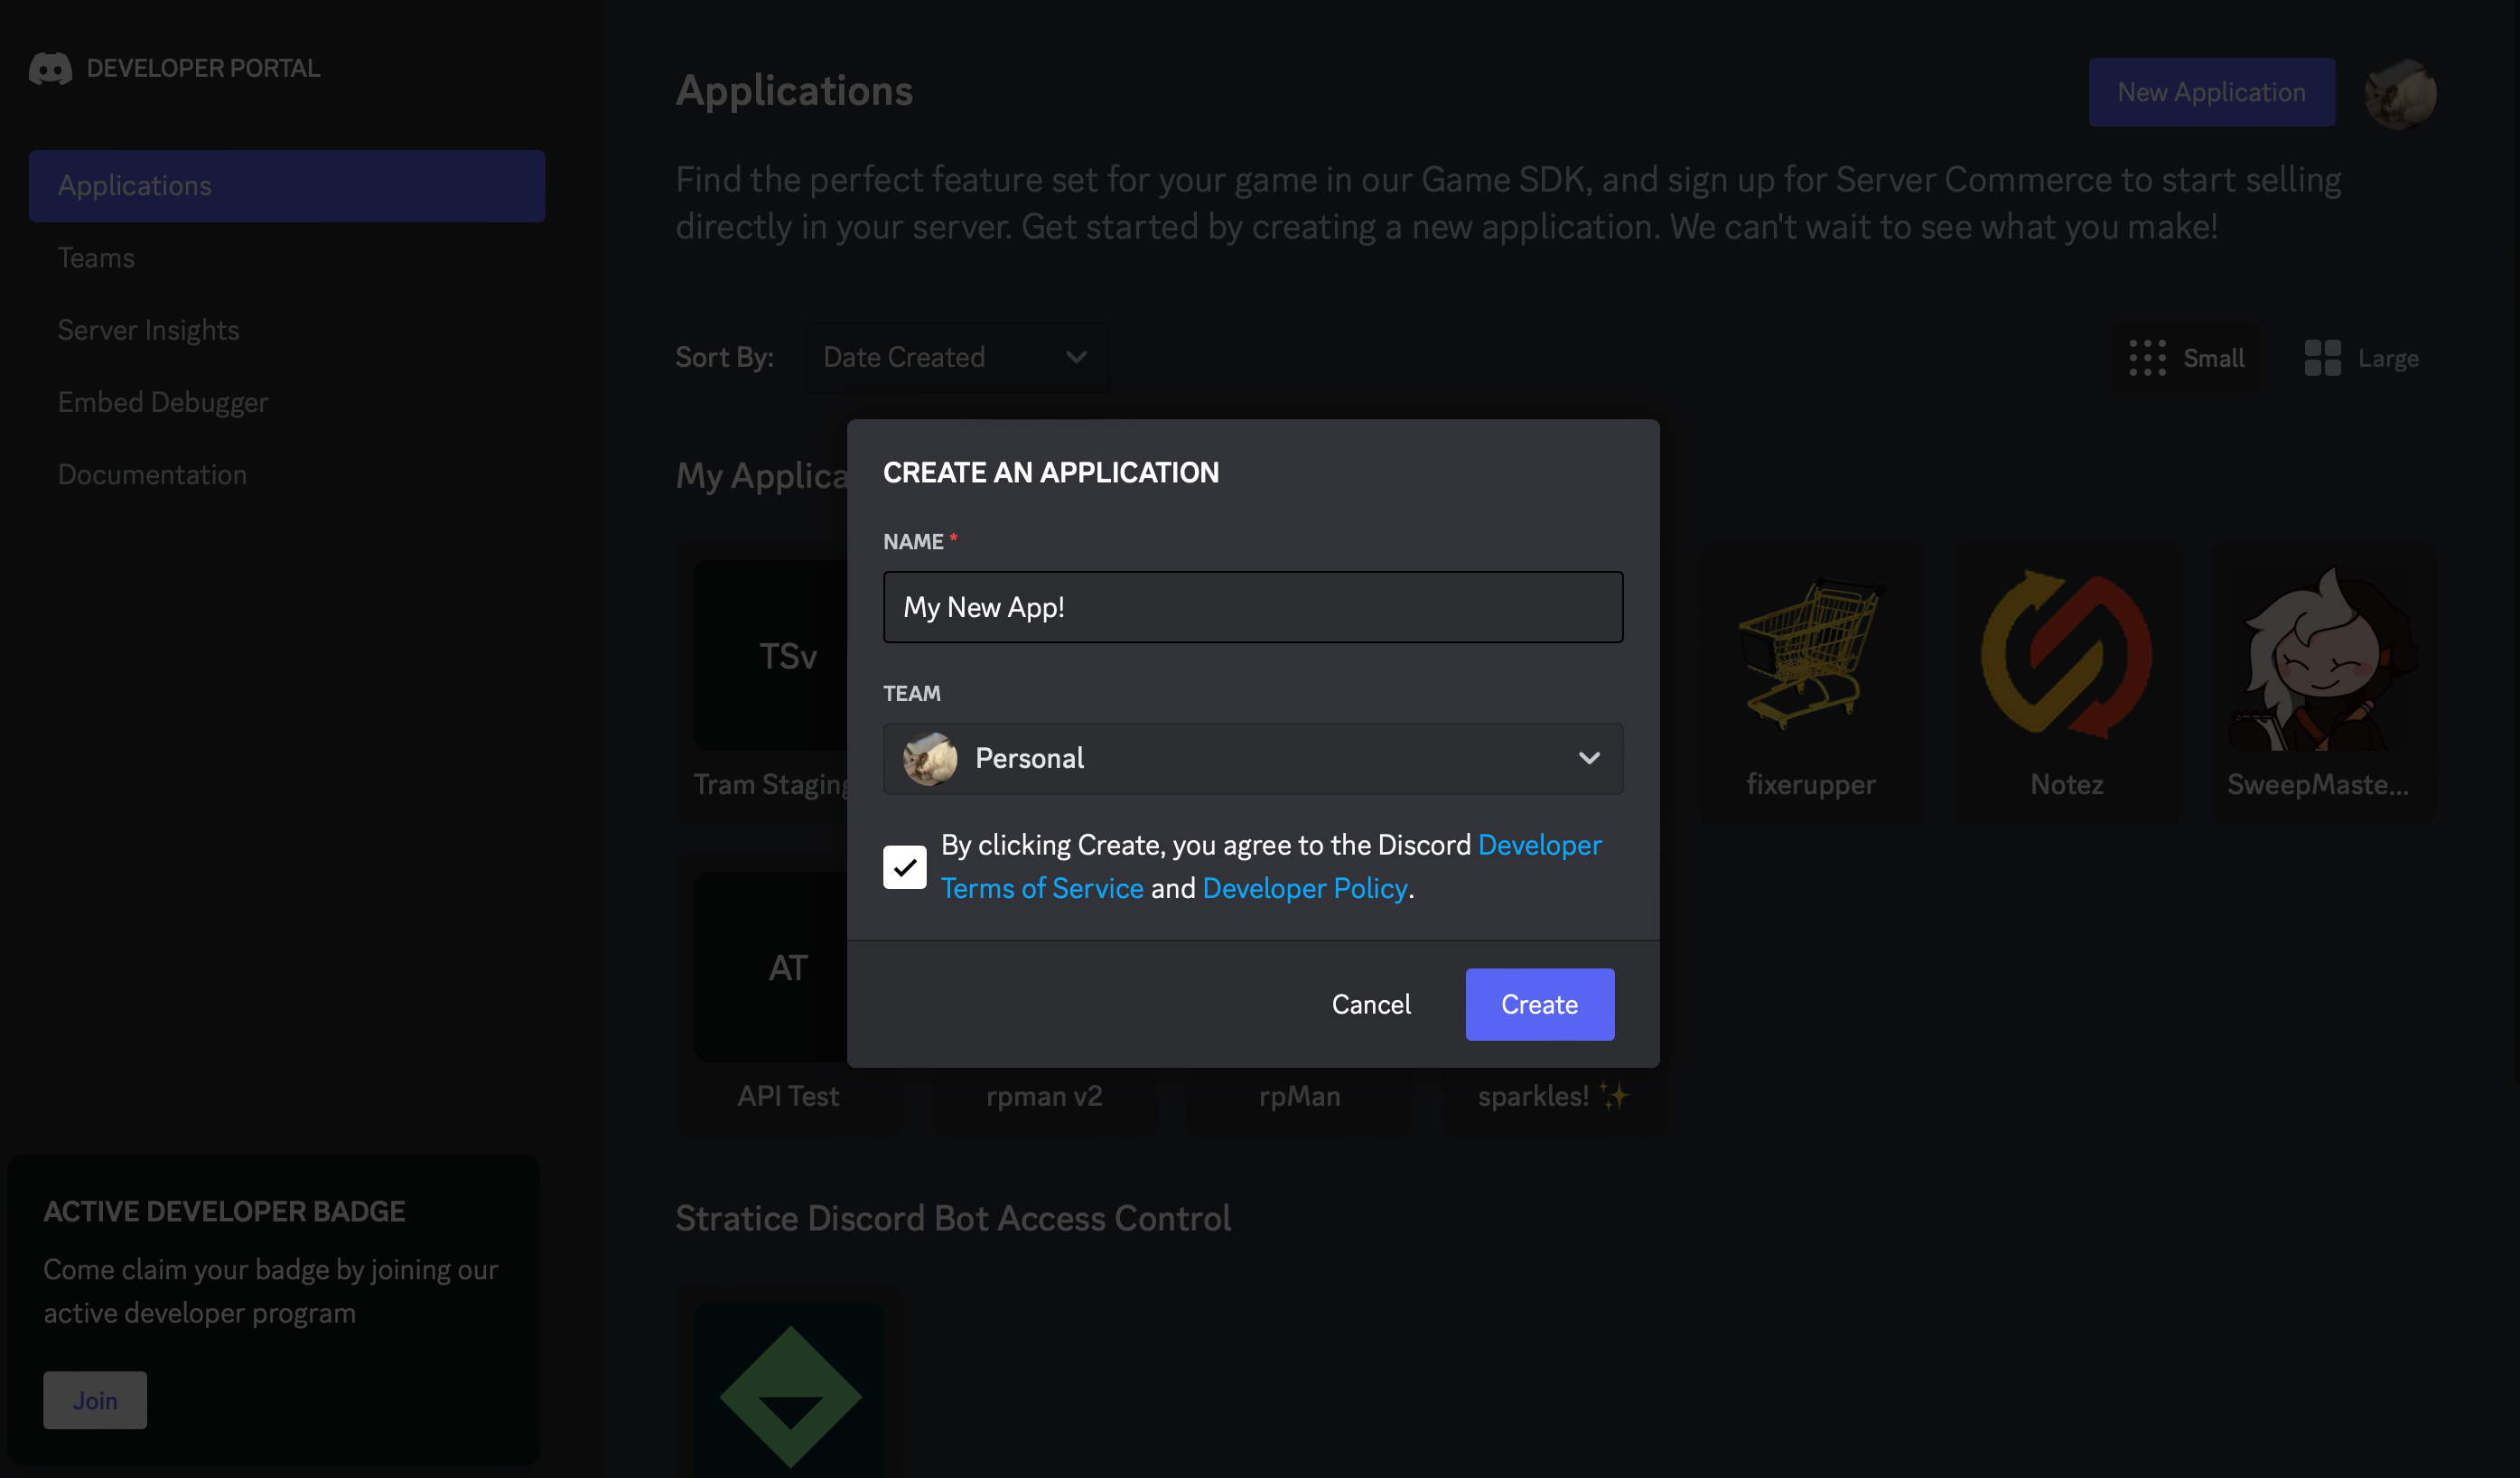 DEVELOPER PORTAL
Applications
Teams
Server Insights
Embed Debugger
Documentation
ACTIVE DEVELOPER BADGE
Come claim your badge by joining our
active developer program
Join
Applications
New Application
Find the perfect feature set for your game in our Game SDK, and sign up for Server Commerce to start selling
directly in your server. Get started by creating a new application. We can't wait to see what you make!
Sort By: Date Created
Small
Large
My Applica
TSv
Tram Staging
fixerupper
Notez
SweepMaste...
AT
API Test
rpman v2
rpMan
sparkles! ✨
Stratice Discord Bot Access Control
CREATE AN APPLICATION
NAME *
My New App!
TEAM
Personal
By clicking Create, you agree to the Discord Developer
Terms of Service and Developer Policy.
Cancel
Create